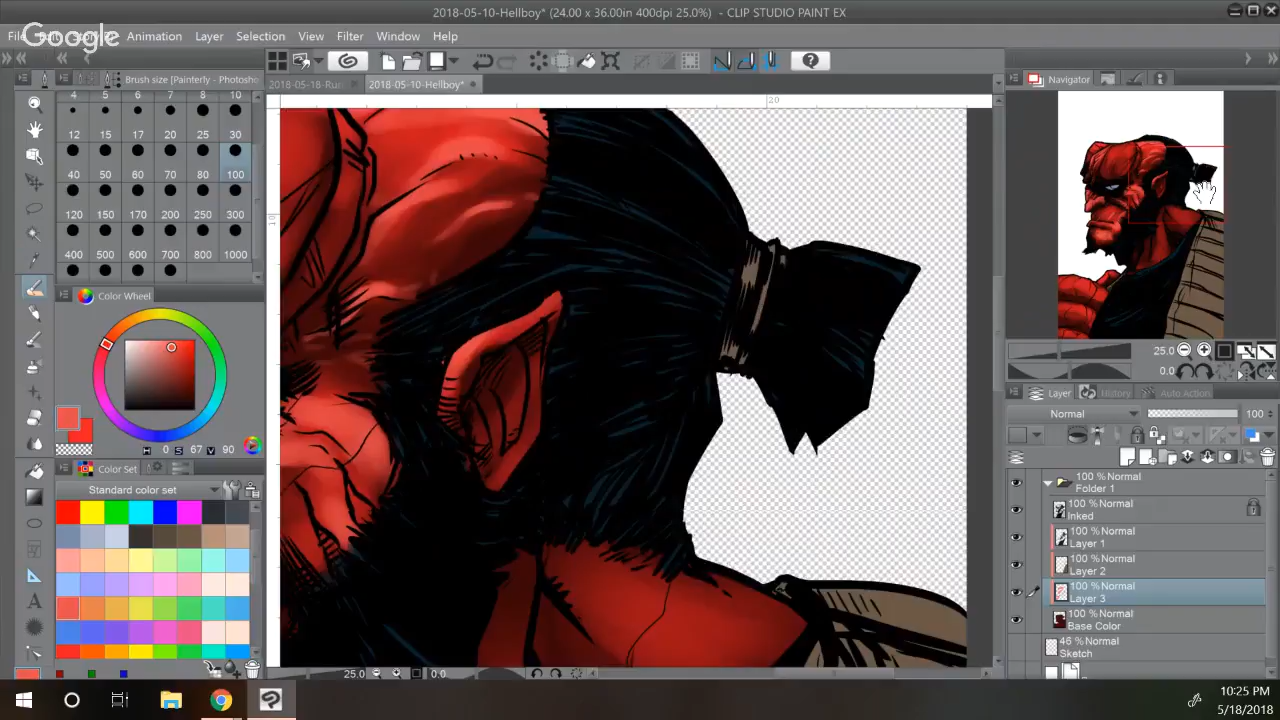 2018-05-10-Hellboy* (24.00 x 36.00in 400dpi 25.0%) - CLIP STUDIO PAINT EX
Google
Animation Layer Selection View Filter Window Help
Brush size [Painterly - Photosh
2018-05-18-Run
2018-05-10-Hellboy*
Navigator
4 5 6 7 8 10
12 15 17 20 25 30
40 50 60 70 80 100
120 150 170 200 250 300
400 500 600 700 800 1000
20
10
Color Wheel
H 0 S 67 V 90
Color Set
Standard color set
25.0
0.0
Layer History Auto Action
Normal 100
100 %Normal
Folder 1
100 %Normal
Inked
100 %Normal
Layer 1
100 %Normal
Layer 2
100 %Normal
Layer 3
100 %Normal
Base Color
46 %Normal
Sketch
25.0 0.0
10:25 PM
5/18/2018